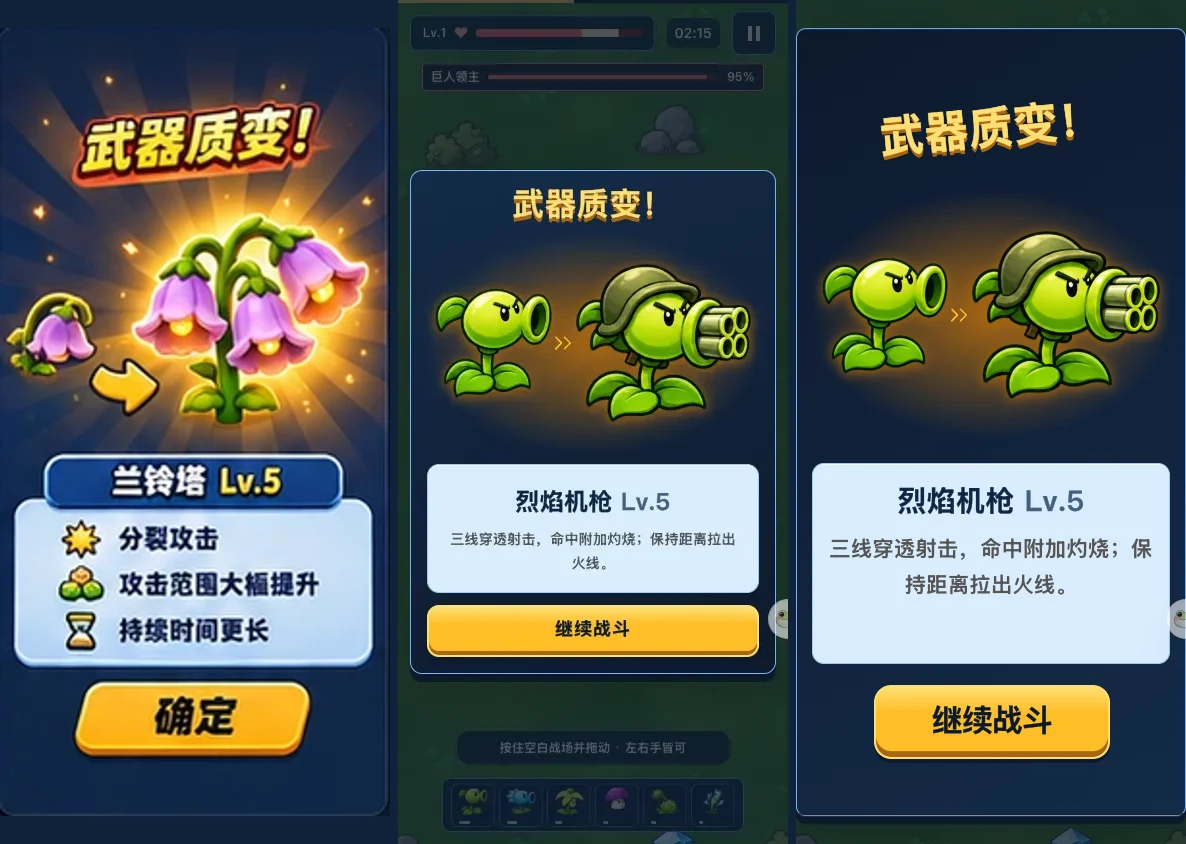 武器质变!
兰铃塔 Lv.5
分裂攻击
攻击范围大幅提升
持续时间更长
确定
Lv.1
02:15
巨人领主
95%
武器质变!
烈焰机枪 Lv.5
三线穿透射击，命中附加灼烧；保持距离拉出
火线。
继续战斗
按住空白战场并拖动 · 左右手皆可
武器质变!
烈焰机枪 Lv.5
三线穿透射击，命中附加灼烧；保
持距离拉出火线。
继续战斗